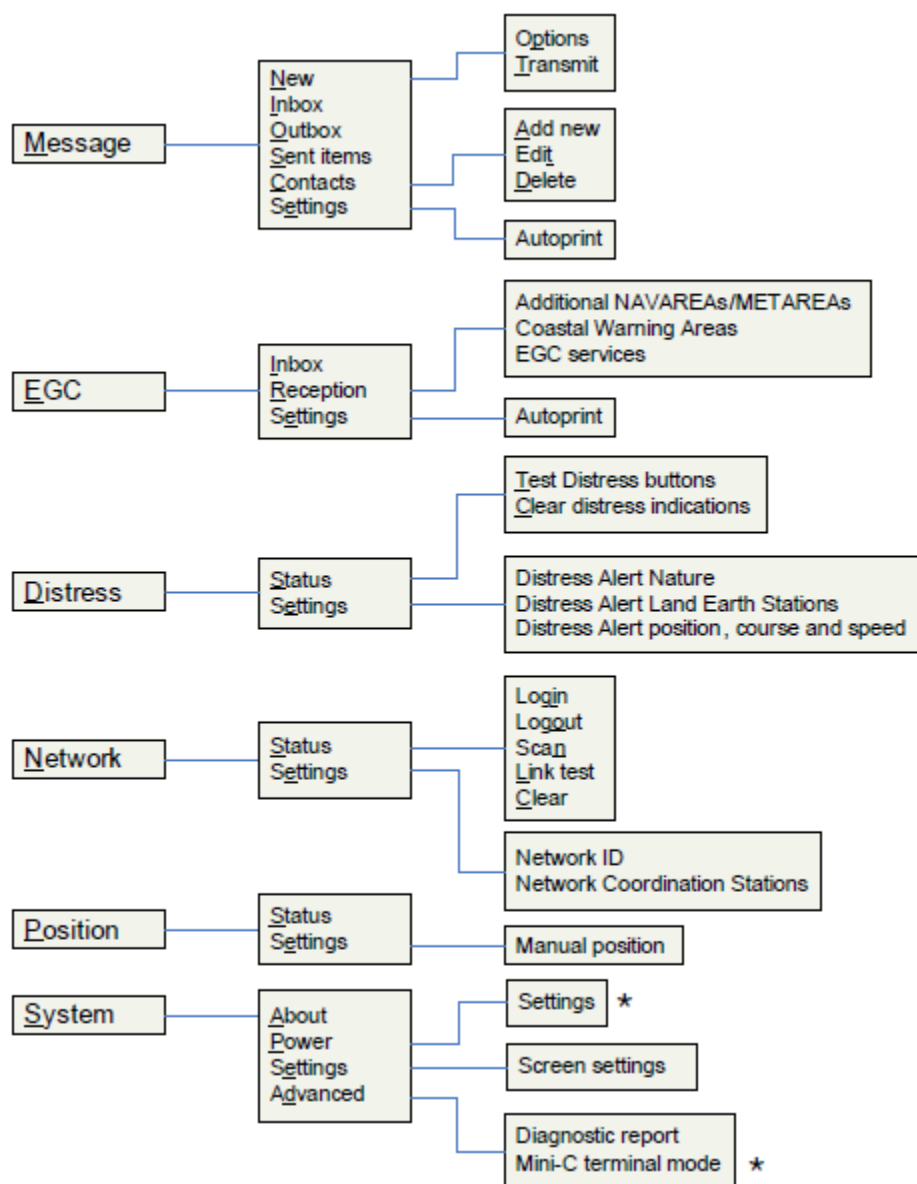 Message
New
Inbox
Outbox
Sent items
Contacts
Settings
Options
Transmit
Add new
Edit
Delete
Autoprint
EGC
Inbox
Reception
Settings
Additional NAVAREAs/METAREAs
Coastal Warning Areas
EGC services
Autoprint
Distress
Status
Settings
Test Distress buttons
Clear distress indications
Distress Alert Nature
Distress Alert Land Earth Stations
Distress Alert position, course and speed
Network
Status
Settings
Login
Logout
Scan
Link test
Clear
Network ID
Network Coordination Stations
Position
Status
Settings
Manual position
System
About
Power
Settings
Advanced
Settings *
Screen settings
Diagnostic report
Mini-C terminal mode *